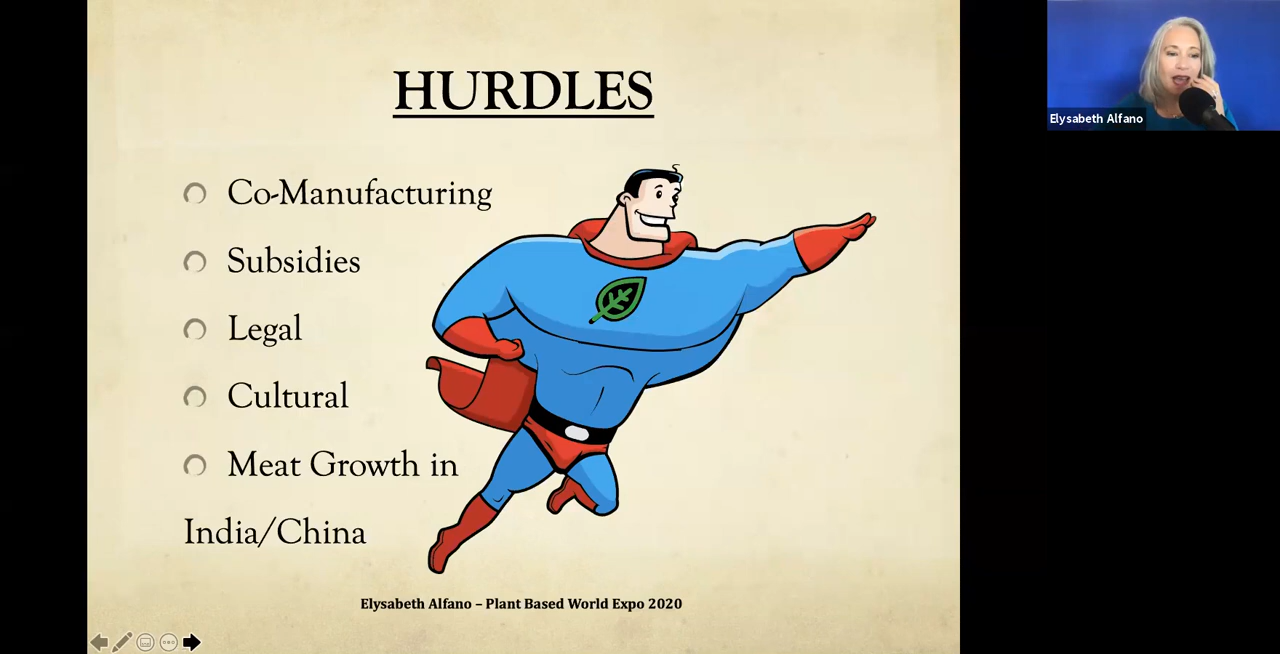 HURDLES
Co-Manufacturing
Subsidies
Legal
Cultural
Meat Growth in
India/China
Elysabeth Alfano – Plant Based World Expo 2020
Elysabeth Alfano